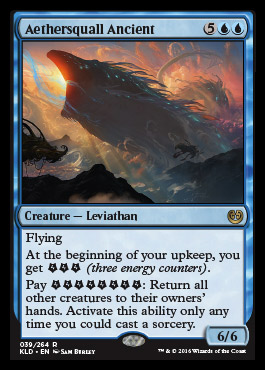 Aethersquall Ancient 5
Creature — Leviathan
Flying
At the beginning of your upkeep, you
get (three energy counters).
Pay : Return all
other creatures to their owners'
hands. Activate this ability only any
time you could cast a sorcery.
6/6
039/264 R
KLD • EN Sam Burley
™ & © 2016 Wizards of the Coast